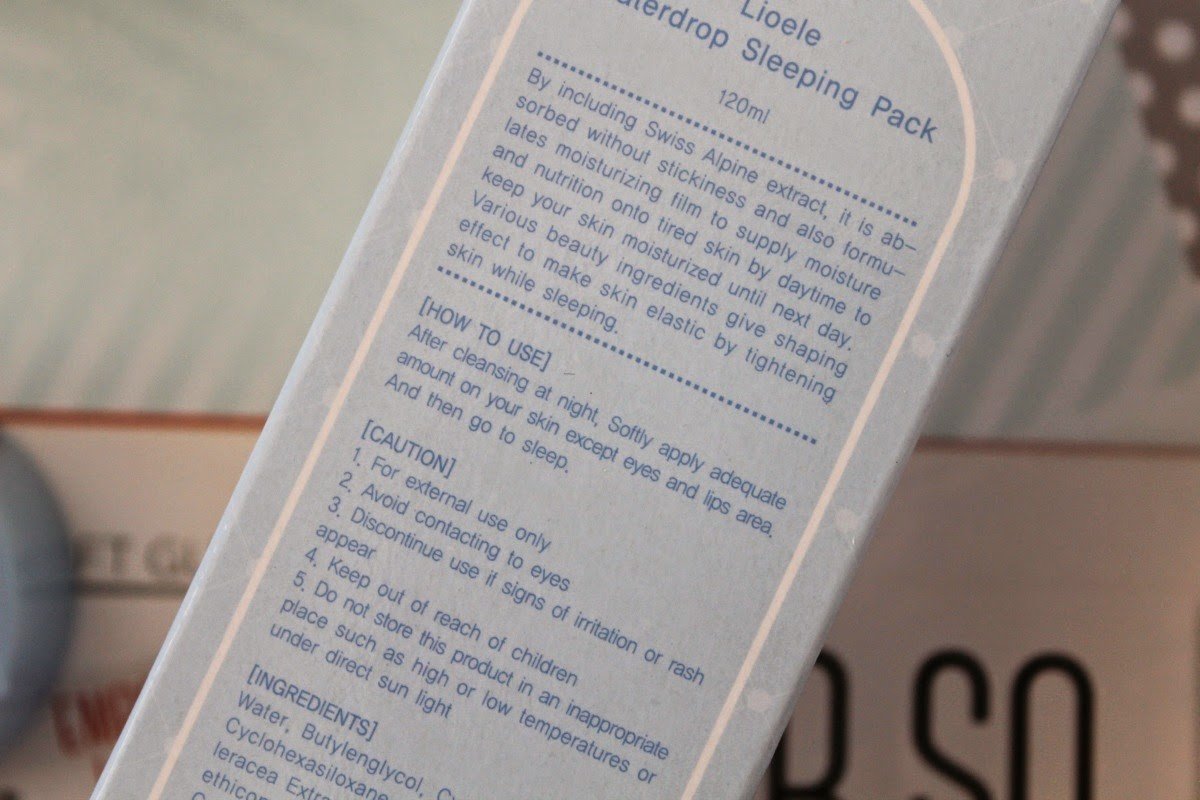 Lioele
aterdrop Sleeping Pack
120ml
By including Swiss Alpine extract, it is ab-
sorbed without stickiness and also formu-
lates moisturizing film to supply moisture
and nutrition onto tired skin by daytime to
keep your skin moisturized until next day.
Various beauty ingredients give shaping
effect to make skin elastic by tightening
skin while sleeping.
[HOW TO USE]
After cleansing at night, Softly apply adequate
amount on your skin except eyes and lips area.
And then go to sleep.
[CAUTION]
1. For external use only
2. Avoid contacting to eyes
3. Discontinue use if signs of irritation or rash
appear
4. Keep out of reach of children
5. Do not store this product in an inappropriate
place such as high or low temperatures or
under direct sun light
[INGREDIENTS]
Water, Butylenglycol,
Cyclohexasiloxane
leracea Extra
ethicon
R SO